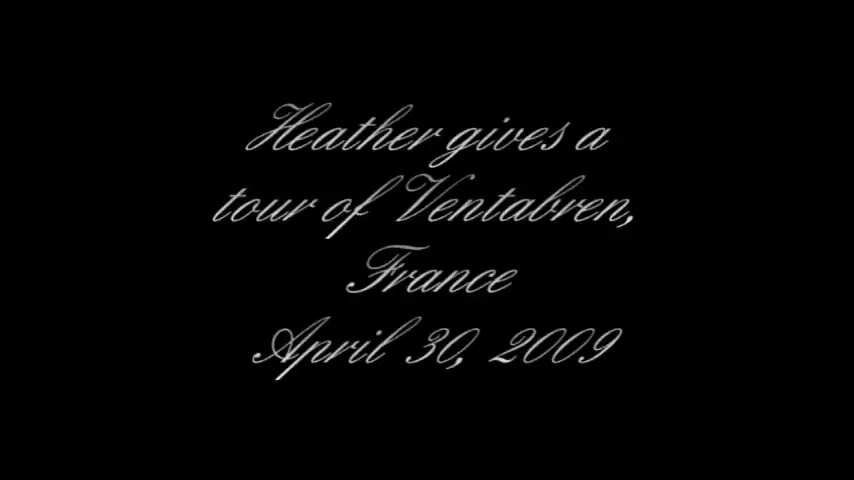 Heather gives a
tour of Ventabren,
France
April 30, 2009